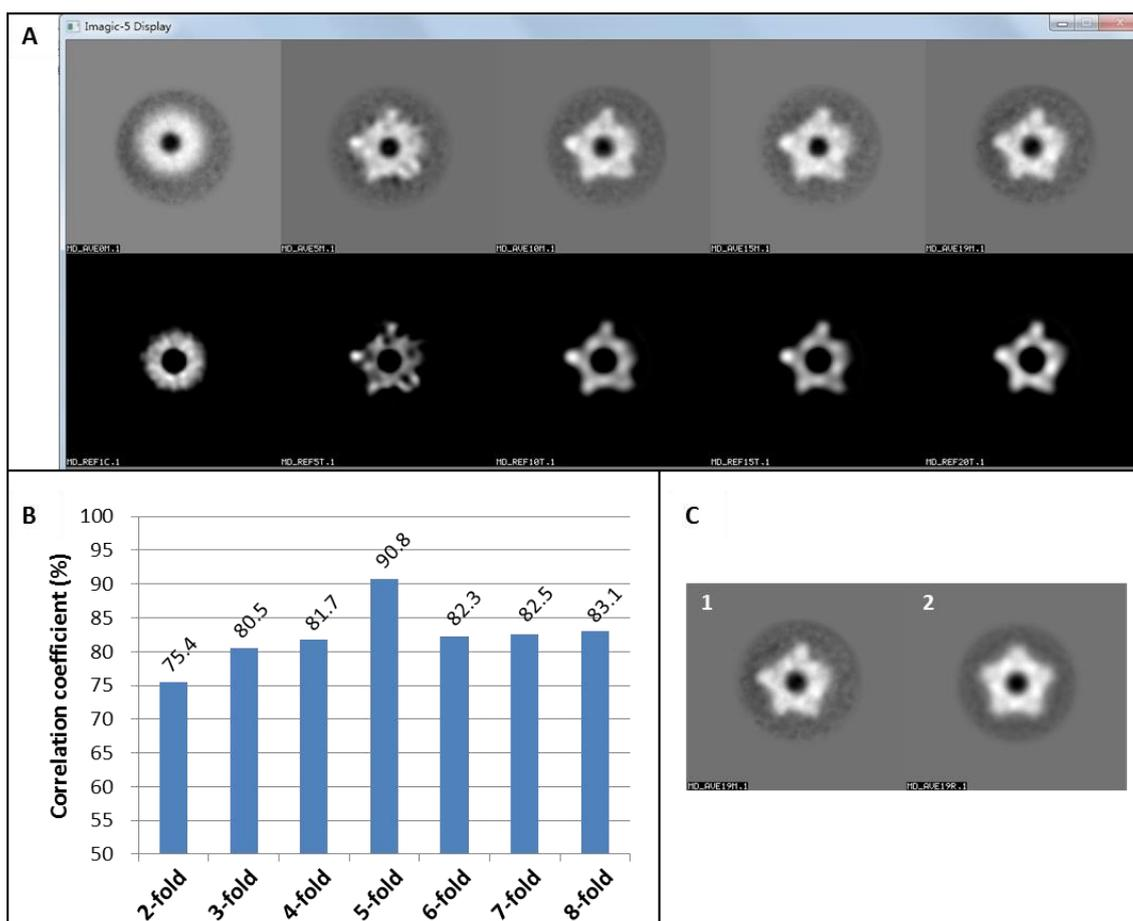 A
Imagic-5 Display
MD_AVE0M.1
MD_AVE5M.1
MD_AVE10M.1
MD_AVE15M.1
MD_AVE19M.1
MD_REF1C.1
MD_REF5T.1
MD_REF10T.1
MD_REF15T.1
MD_REF20T.1
B
Correlation coefficient (%)
100
95
90
85
80
75
70
65
60
55
50
75.4
80.5
81.7
90.8
82.3
82.5
83.1
2-fold
3-fold
4-fold
5-fold
6-fold
7-fold
8-fold
C
1
2
MD_AVE19M.1
MD_AVE19R.1